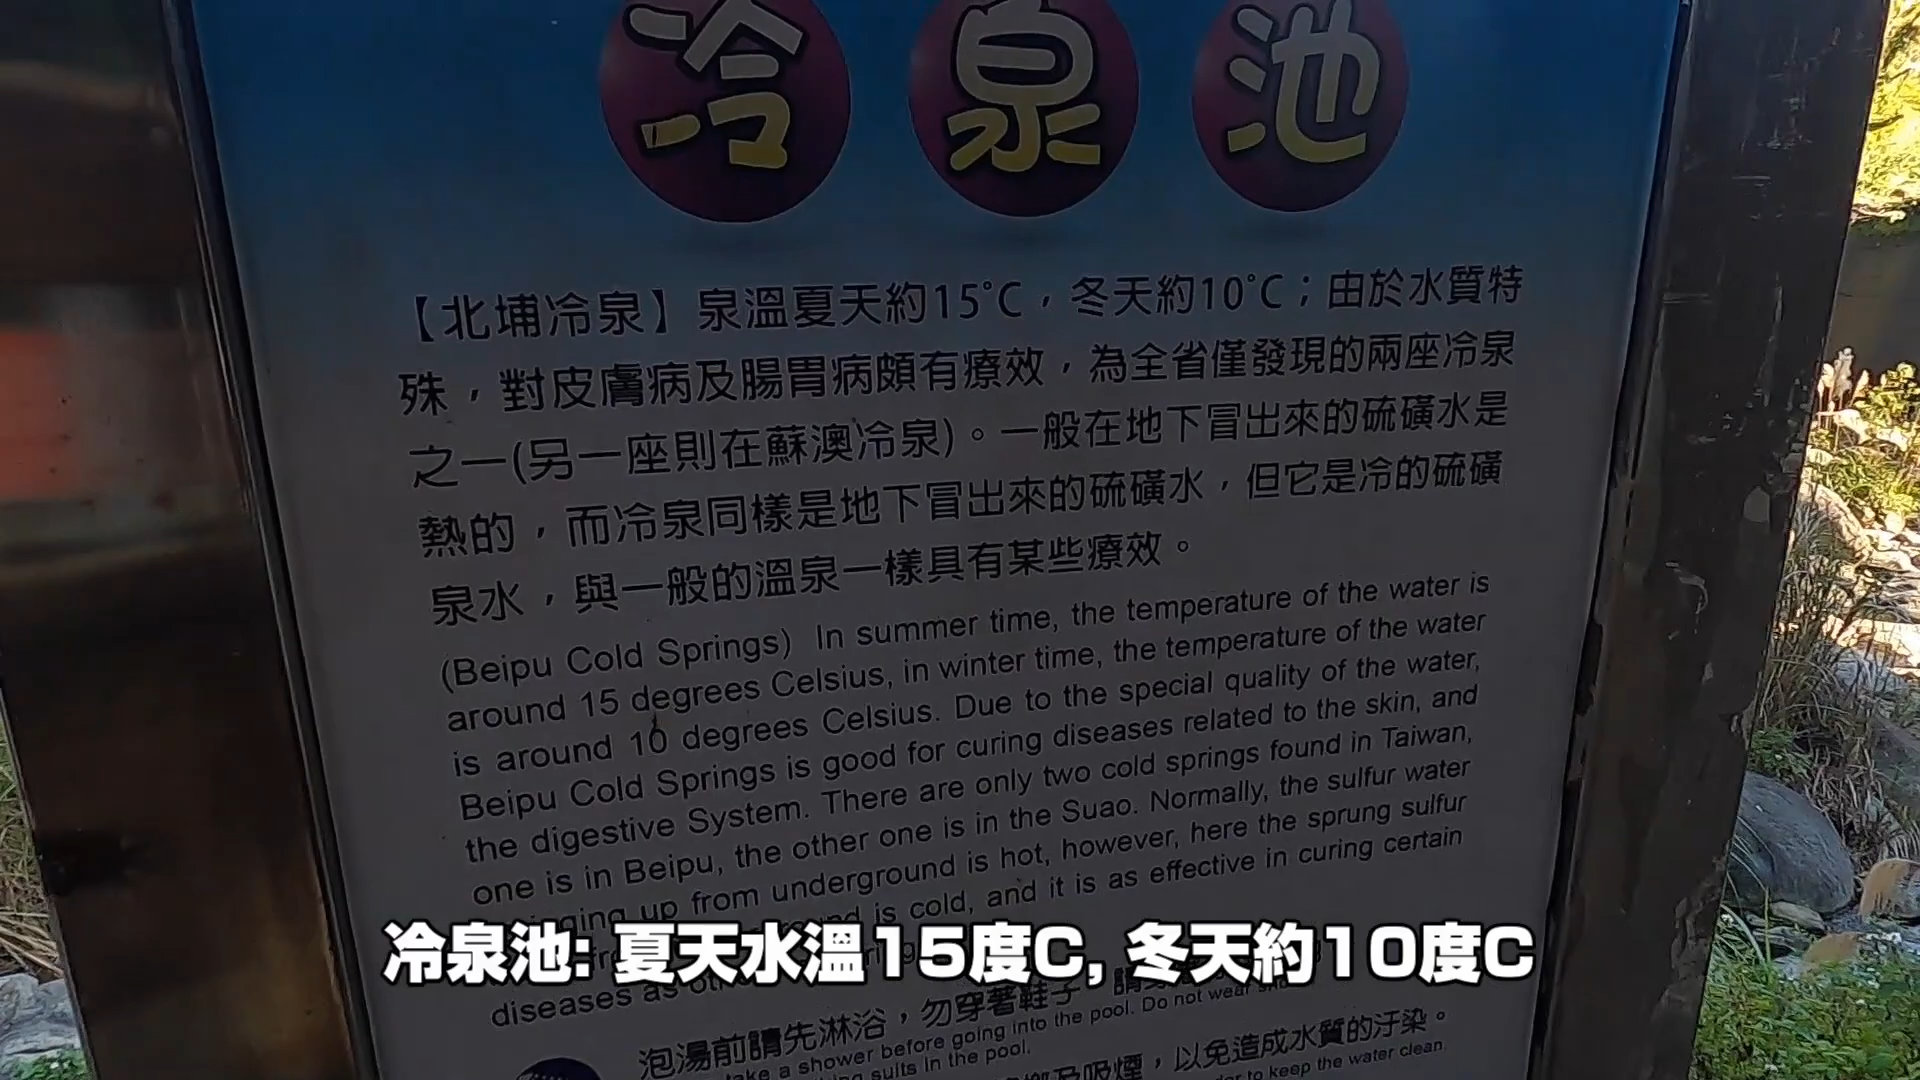 冷泉池
【北埔冷泉】泉溫夏天約15°C,冬天約10°C;由於水質特
殊,對皮膚病及腸胃病頗有療效,為全省僅發現的兩座冷泉
之一(另一座則在蘇澳冷泉)。一般在地下冒出來的硫磺水是
熱的,而冷泉同樣是地下冒出來的硫磺水,但它是冷的硫磺
泉水,與一般的溫泉一樣具有某些療效。
(Beipu Cold Springs) In summer time, the temperature of the water is
around 15 degrees Celsius, in winter time, the temperature of the water
is around 10 degrees Celsius. Due to the special quality of the water,
Beipu Cold Springs is good for curing diseases related to the skin, and
the digestive System. There are only two cold springs found in Taiwan,
one is in Beipu, the other one is in the Suao. Normally, the sulfur water
up from underground is hot, however, here the sprung sulfur
is cold, and it is as effective in curing certain
diseases as
冷泉池: 夏天水溫15度C, 冬天約10度C
泡湯前請先淋浴,勿穿著鞋子
take a shower before going into the pool. Do not wear
suits in the pool.
及吸煙,以免造成水質的汙染。
to keep the water clean